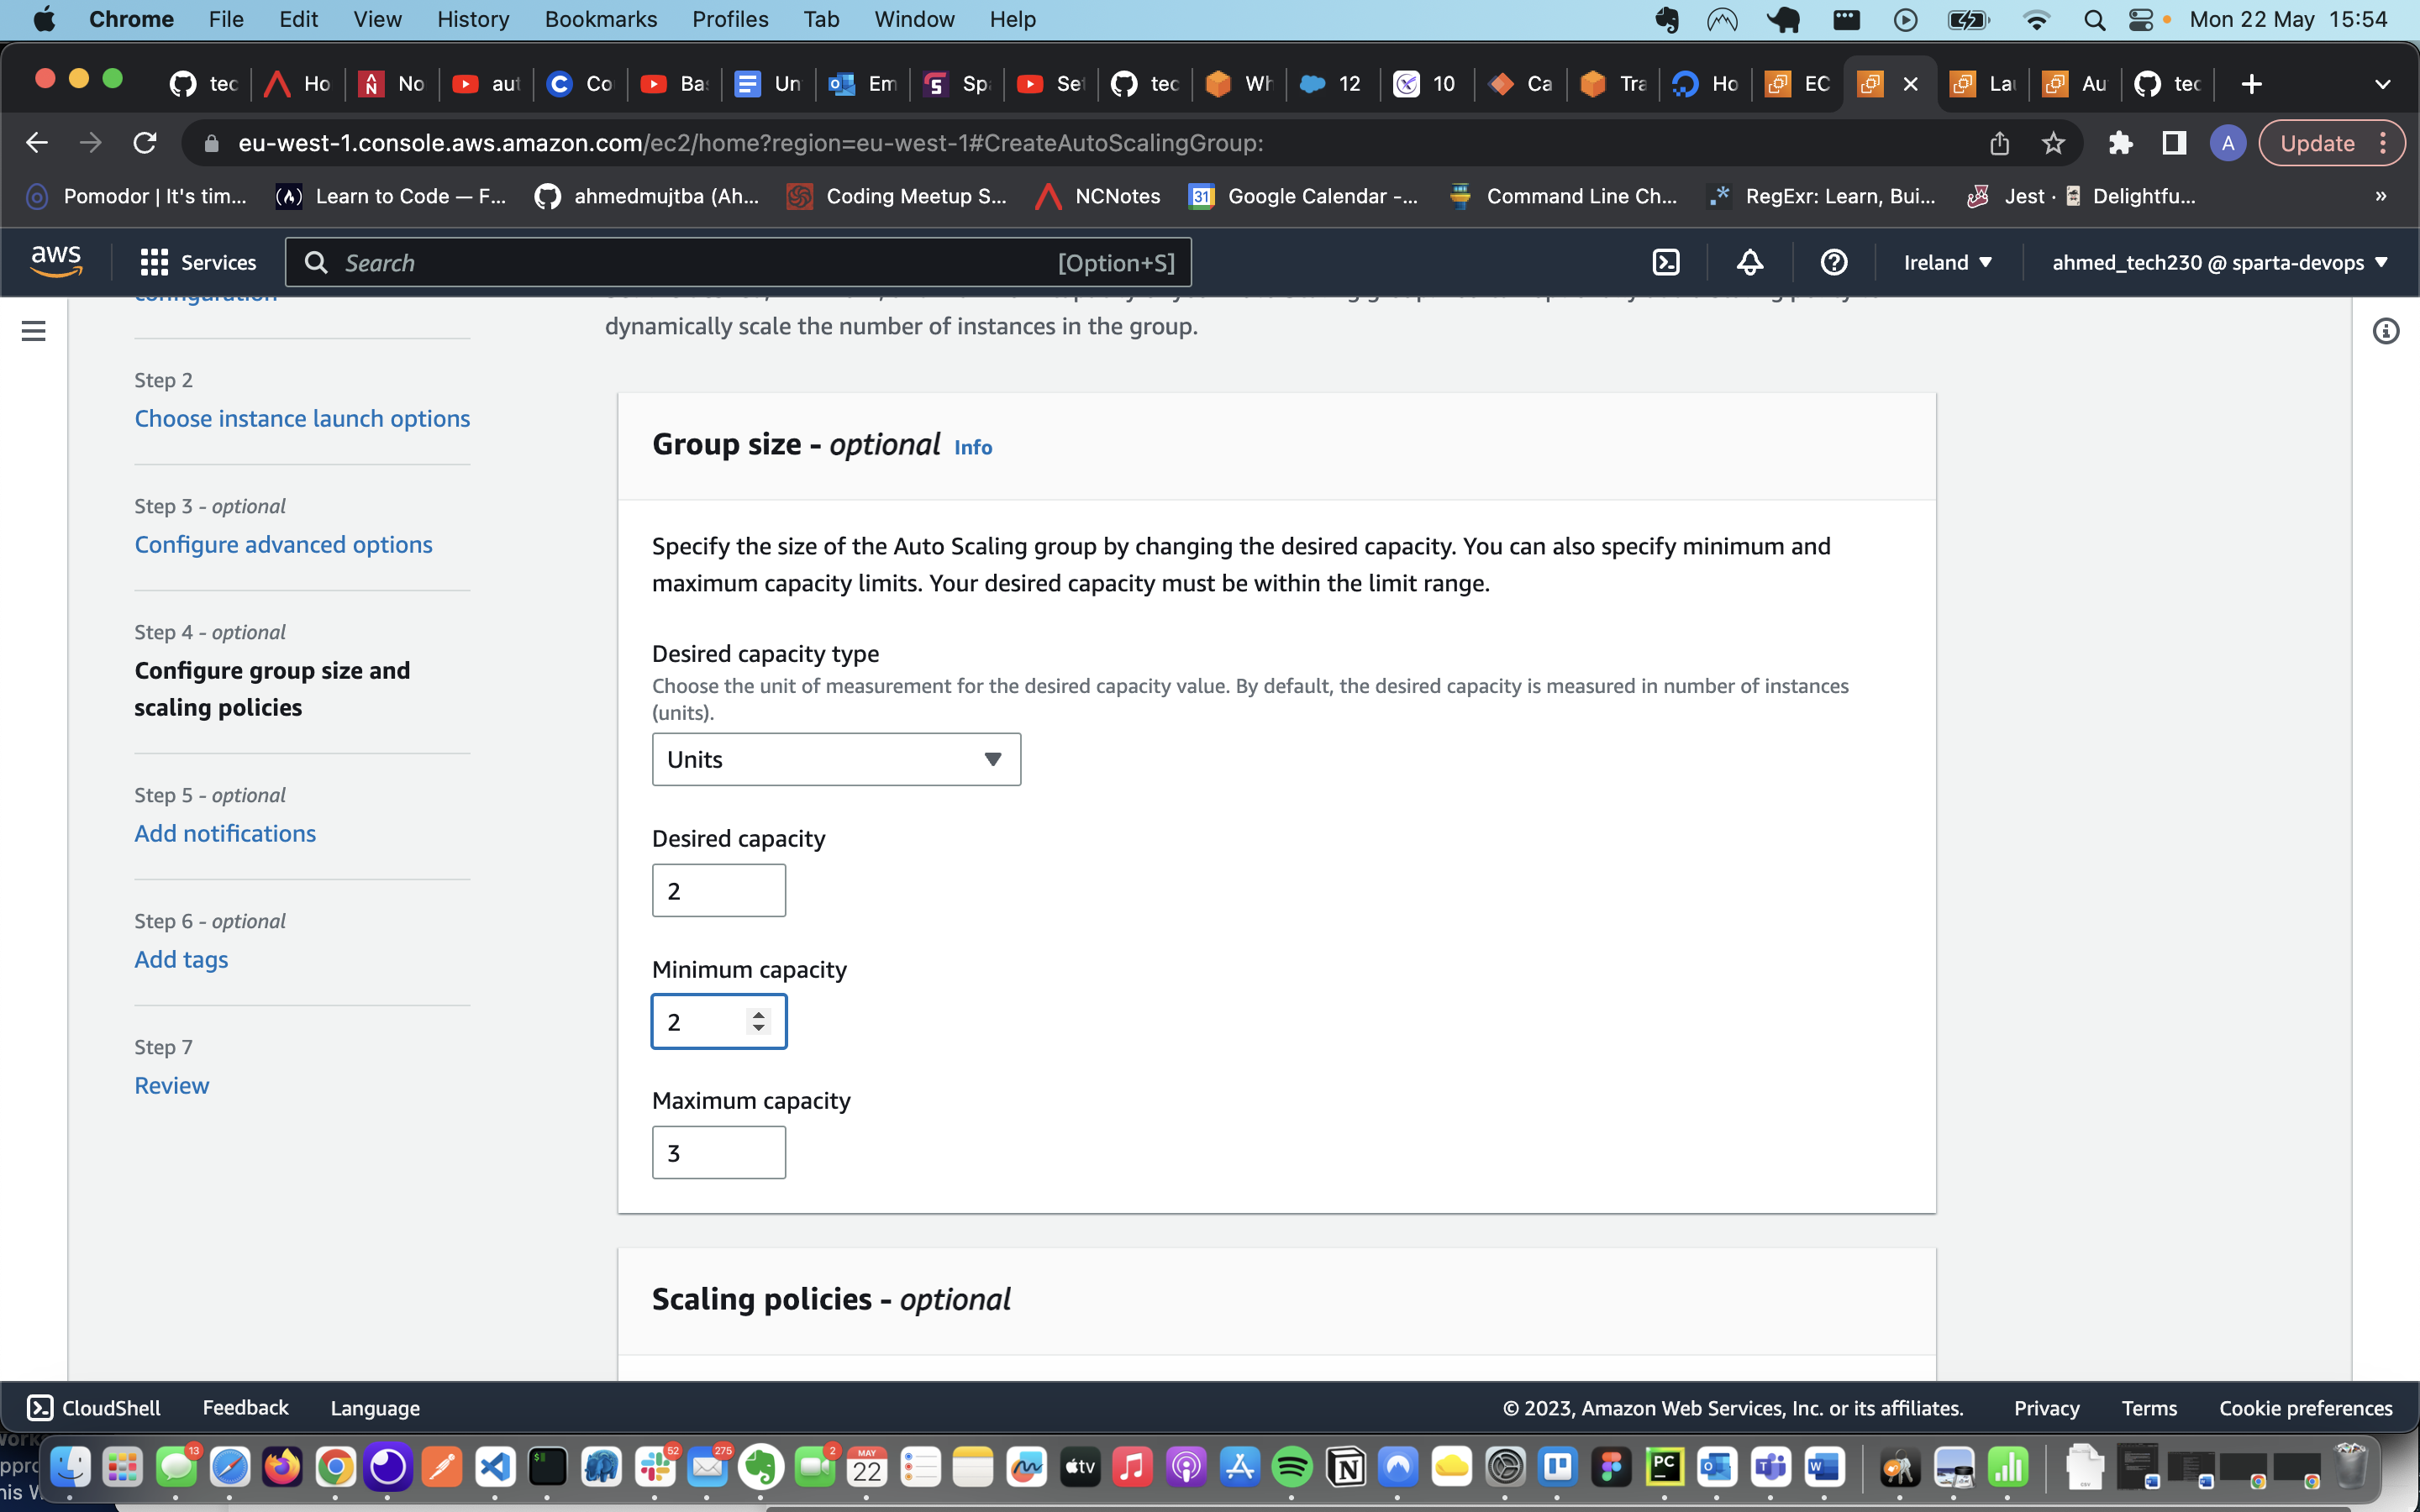 Chrome File Edit View History Bookmarks Profiles Tab Window Help Mon 22 May 15:54
tec Ho No aut Co Ba Un Em Sp Se tec Wh 12 10 Ca Tra Ho EC La Au tec
eu-west-1.console.aws.amazon.com/ec2/home?region=eu-west-1#CreateAutoScalingGroup: A Update
Pomodor | It's tim... Learn to Code — F... ahmedmujtba (Ah... Coding Meetup S... NCNotes 31 Google Calendar -... Command Line Ch... RegExr: Learn, Bui... Jest · Delightfu... »
aws Services Search [Option+S] Ireland ahmed_tech230 @ sparta-devops
configuration
dynamically scale the number of instances in the group.
Step 2
Choose instance launch options
Step 3 - optional
Configure advanced options
Step 4 - optional
Configure group size and
scaling policies
Step 5 - optional
Add notifications
Step 6 - optional
Add tags
Step 7
Review
Group size - optional Info
Specify the size of the Auto Scaling group by changing the desired capacity. You can also specify minimum and
maximum capacity limits. Your desired capacity must be within the limit range.
Desired capacity type
Choose the unit of measurement for the desired capacity value. By default, the desired capacity is measured in number of instances
(units).
Units
Desired capacity
2
Minimum capacity
2
Maximum capacity
3
Scaling policies - optional
CloudShell Feedback Language © 2023, Amazon Web Services, Inc. or its affiliates. Privacy Terms Cookie preferences
13 52 275 2 MAY 22 tv PC